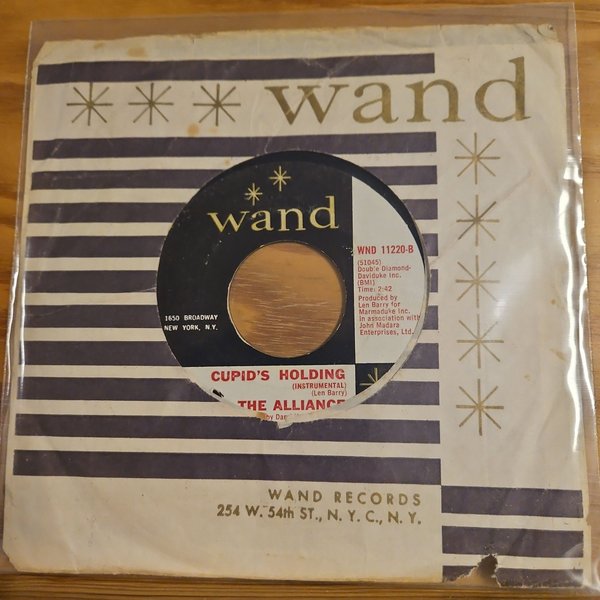 wand
wand
WND 11220-B
(51045)
Double Diamond-
Daviduke Inc.
(BMI)
Time: 2:42
Produced by
Len Barry for
Marmaduke Inc.
in association with
John Madara
Enterprises, Ltd.
1650 BROADWAY
NEW YORK, N.Y.
CUPID'S HOLDING
(INSTRUMENTAL)
(Len Barry)
THE ALLIANCE
WAND RECORDS
254 W. 54th ST., N. Y. C., N. Y.